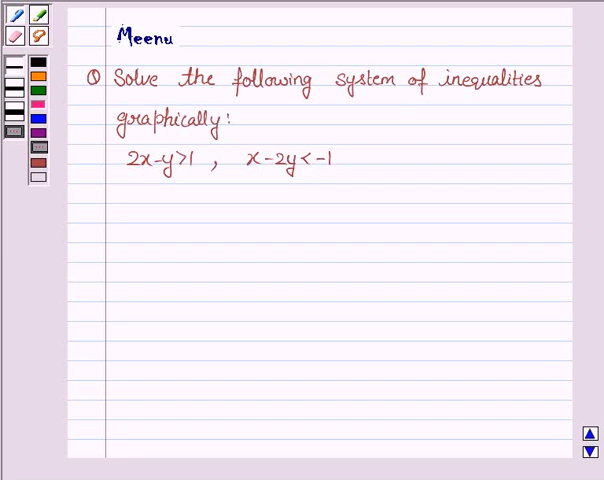 Meenu
Q Solve the following system of inequalities
graphically:
2x-y>1 , x-2y<-1